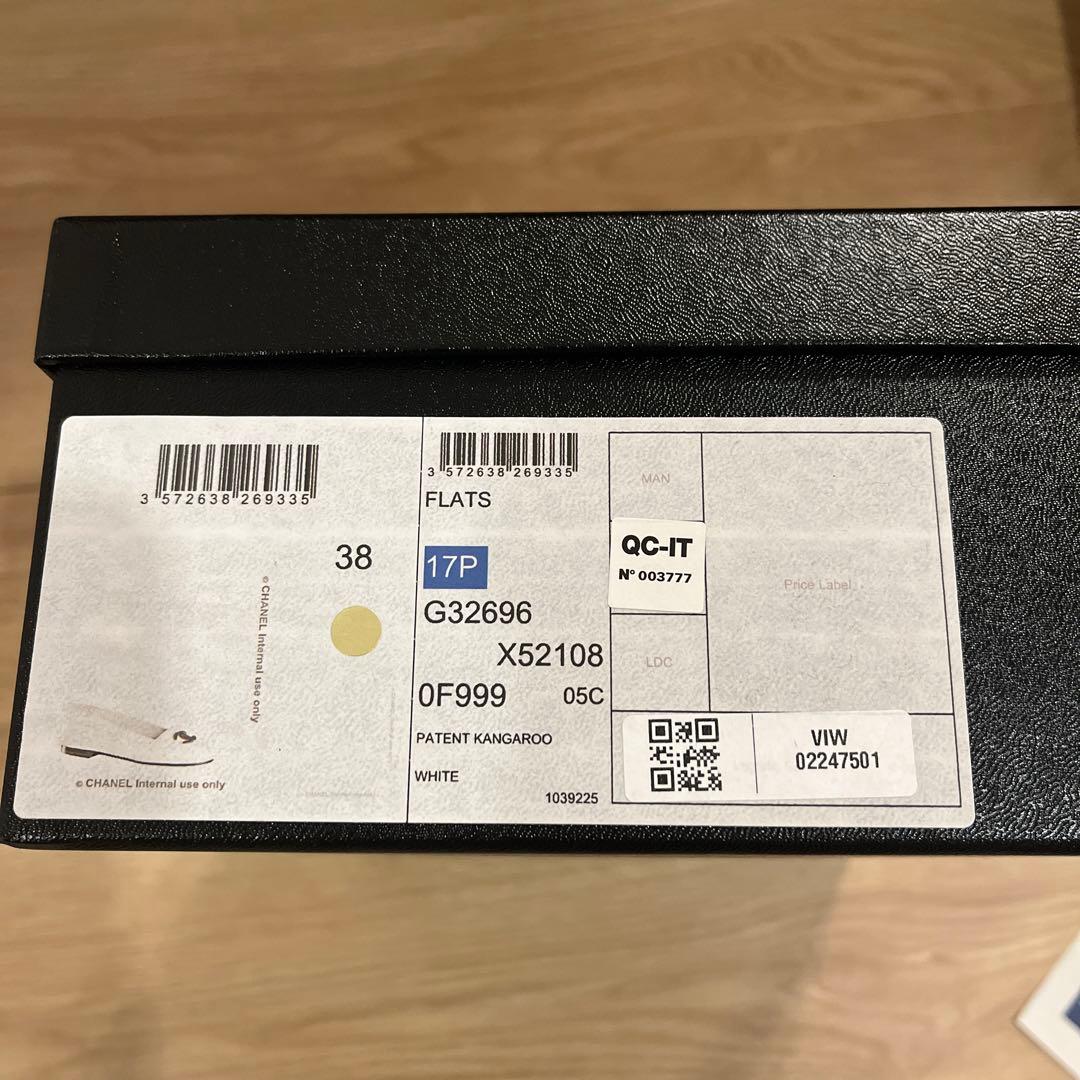 3 572638 269335
38
© CHANEL Internal use only
© CHANEL Internal use only
3 572638 269335
FLATS
17P
G32696
X52108
0F999 05C
PATENT KANGAROO
WHITE
1039225
MAN
QC-IT
N° 003777
LDC
Price Label
VIW
02247501